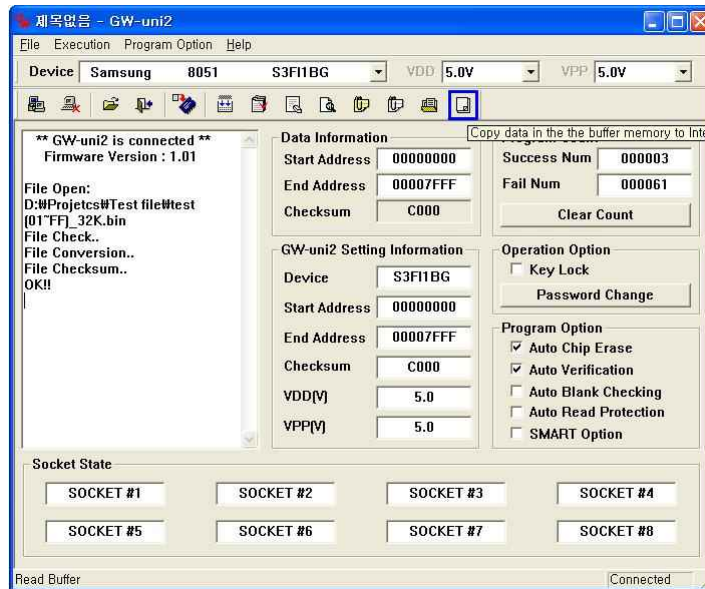 제목없음 - GW-uni2
File Execution Program Option Help
Device Samsung 8051 S3FI1BG VDD 5.0V VPP 5.0V
Copy data in the the buffer memory to Inte
** GW-uni2 is connected **
Firmware Version : 1.01
File Open:
D:₩Projetcs₩Test file₩test
(01~FF)_32K.bin
File Check..
File Conversion..
File Checksum..
OK!!
Data Information
Start Address 00000000
End Address 00007FFF
Checksum C000
GW-uni2 Setting Information
Device S3FI1BG
Start Address 00000000
End Address 00007FFF
Checksum C000
VDD(V) 5.0
VPP(V) 5.0
Success Num 000003
Fail Num 000061
Clear Count
Operation Option
Key Lock
Password Change
Program Option
Auto Chip Erase
Auto Verification
Auto Blank Checking
Auto Read Protection
SMART Option
Socket State
SOCKET #1 SOCKET #2 SOCKET #3 SOCKET #4
SOCKET #5 SOCKET #6 SOCKET #7 SOCKET #8
Read Buffer Connected